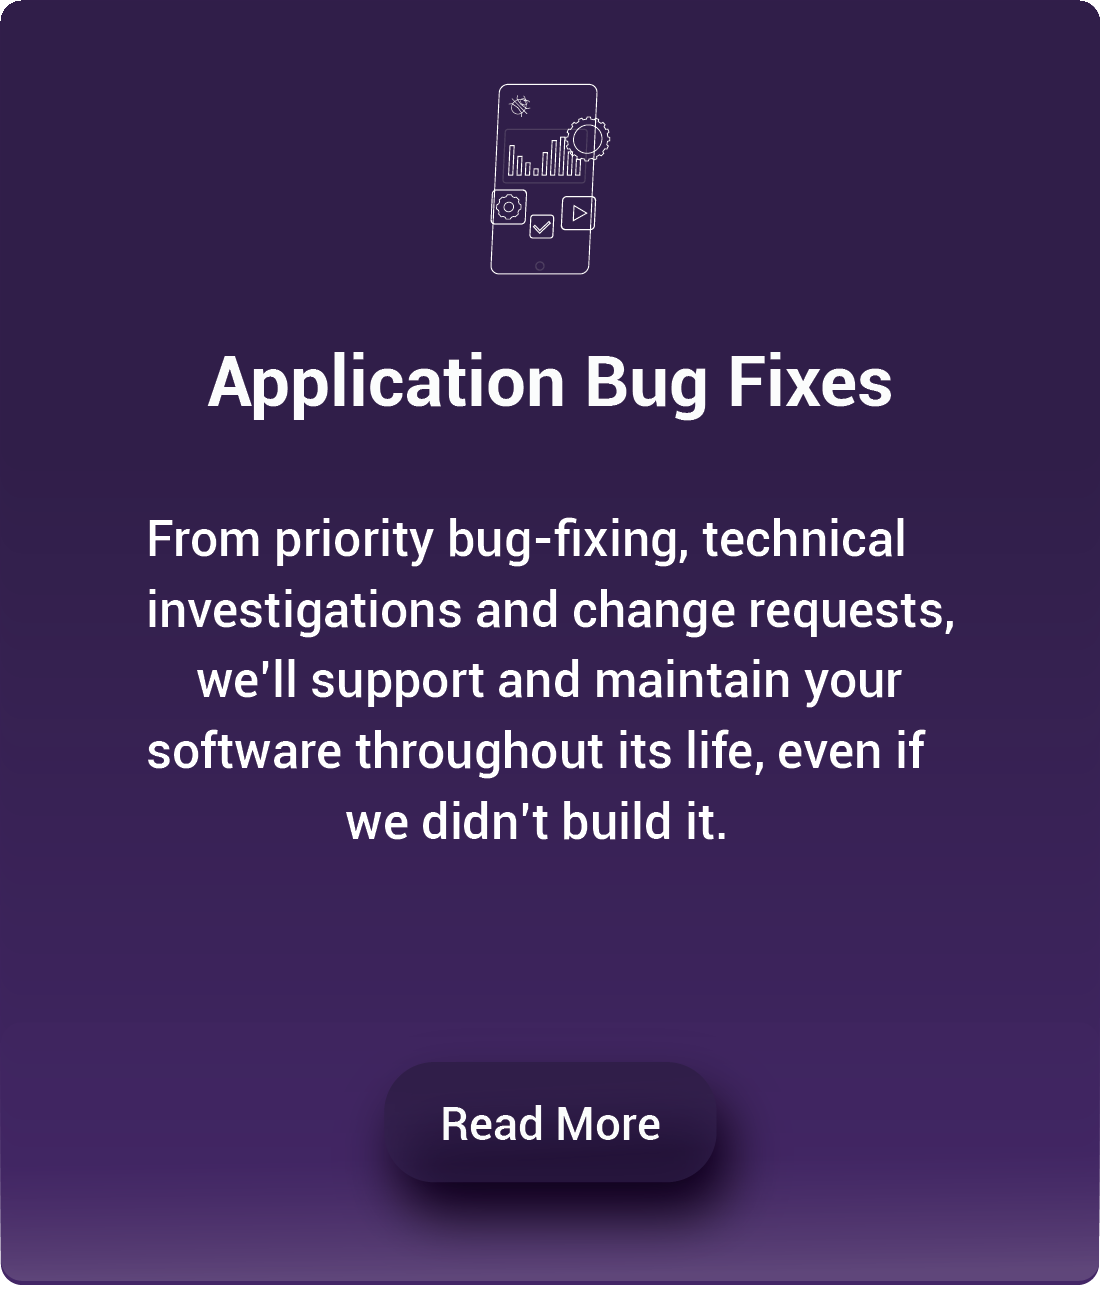 Application Bug Fixes
From priority bug-fixing, technical
investigations and change requests,
we'll support and maintain your
software throughout its life, even if
we didn't build it.
Read More